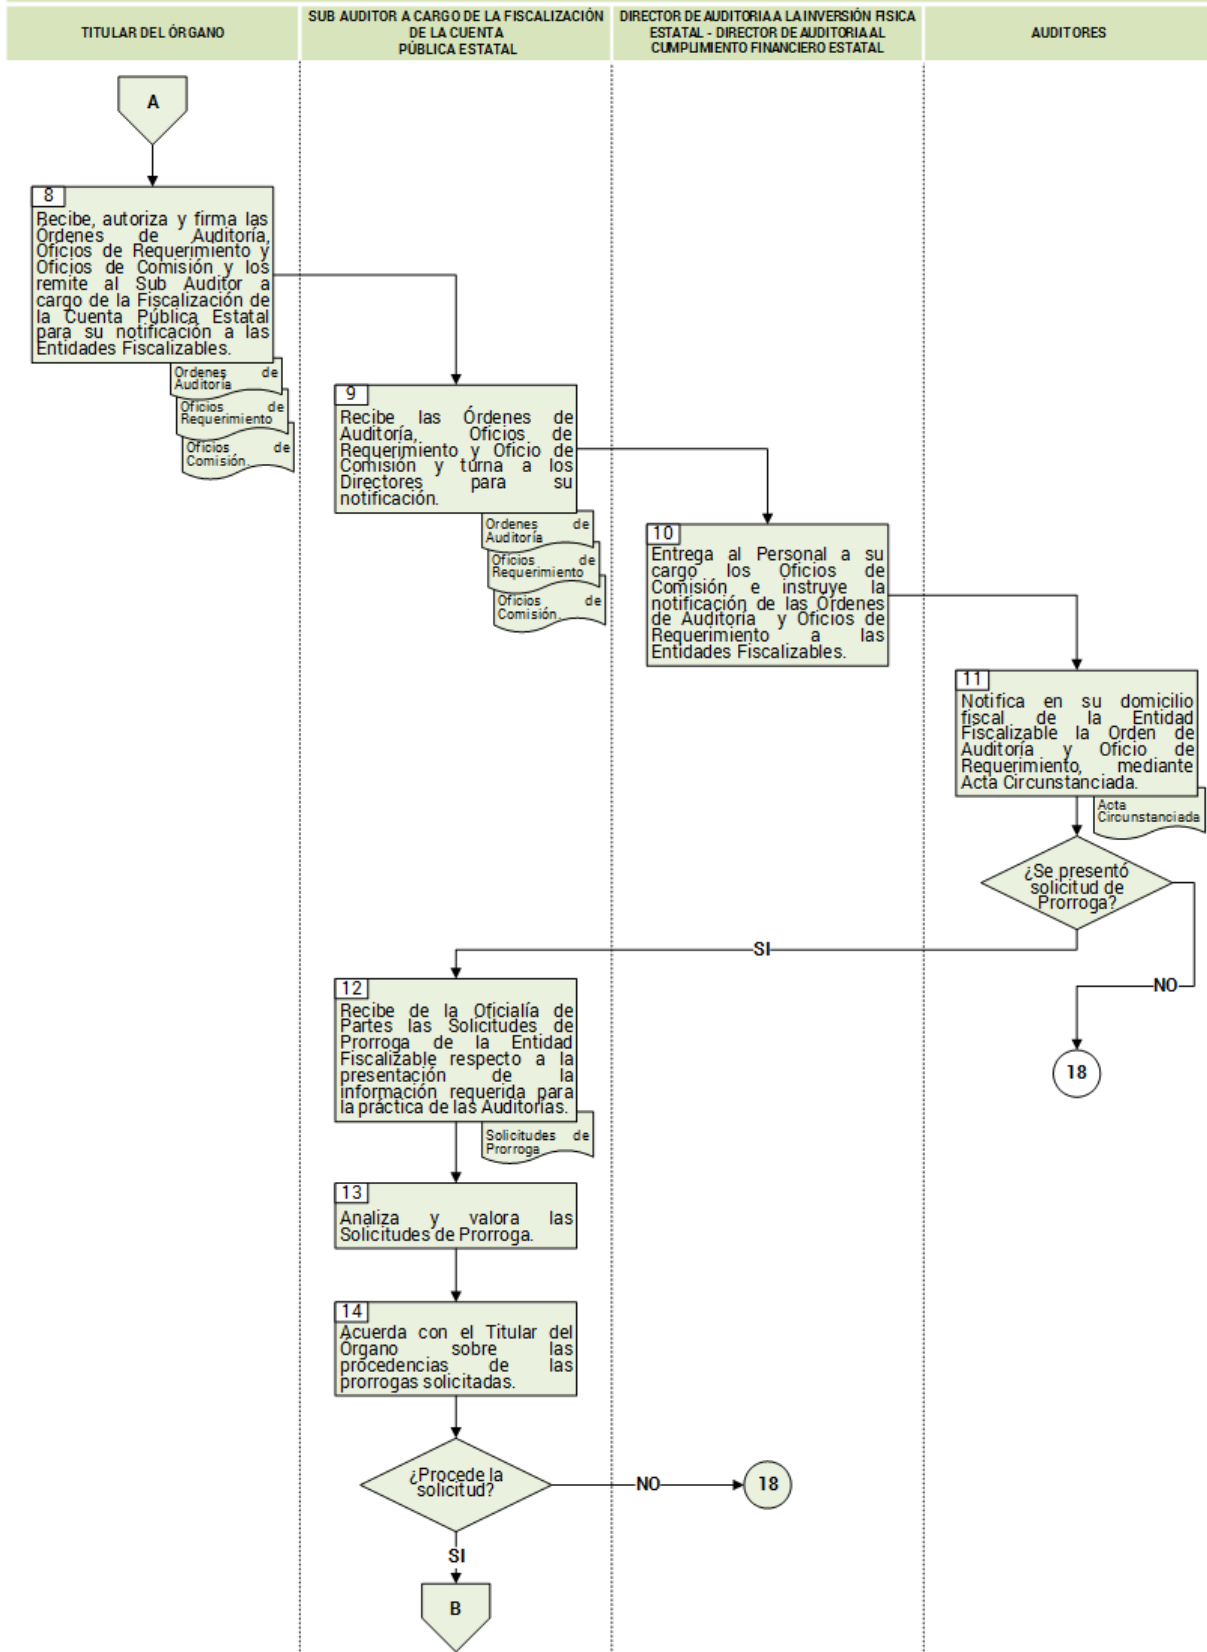 TITULAR DEL ÓRGANO
SUB AUDITOR A CARGO DE LA FISCALIZACIÓN
DE LA CUENTA
PÚBLICA ESTATAL
DIRECTOR DE AUDITORIA A LA INVERSIÓN FISICA
ESTATAL - DIRECTOR DE AUDITORIA AL
CUMPLIMIENTO FINANCIERO ESTATAL
AUDITORES
A
8
Recibe, autoriza y firma las
Órdenes de Auditoría,
Oficios de Requerimiento y
Oficios de Comisión y los
remite al Sub Auditor a
cargo de la Fiscalización de
la Cuenta Pública Estatal
para su notificación a las
Entidades Fiscalizables.
Ordenes de
Auditoría
Oficios de
Requerimiento
Oficios de
Comisión.
9
Recibe las Órdenes de
Auditoría, Oficios de
Requerimiento y Oficio de
Comisión y turna a los
Directores para su
notificación.
Ordenes de
Auditoría
Oficios de
Requerimiento
Oficios de
Comisión.
10
Entrega al Personal a su
cargo los Oficios de
Comisión e instruye la
notificación de las Órdenes
de Auditoría y Oficios de
Requerimiento a las
Entidades Fiscalizables.
11
Notifica en su domicilio
fiscal de la Entidad
Fiscalizable la Orden de
Auditoría y Oficio de
Requerimiento, mediante
Acta Circunstanciada.
Acta
Circunstanciada
¿Se presentó
solicitud de
Prorroga?
SI
NO
18
12
Recibe de la Oficialía de
Partes las Solicitudes de
Prorroga de la Entidad
Fiscalizable respecto a la
presentación de la
información requerida para
la práctica de las Auditorías.
Solicitudes de
Prorroga
13
Analiza y valora las
Solicitudes de Prorroga.
14
Acuerda con el Titular del
Órgano sobre las
procedencias de las
prorrogas solicitadas.
¿Procede la
solicitud?
NO
18
SI
B